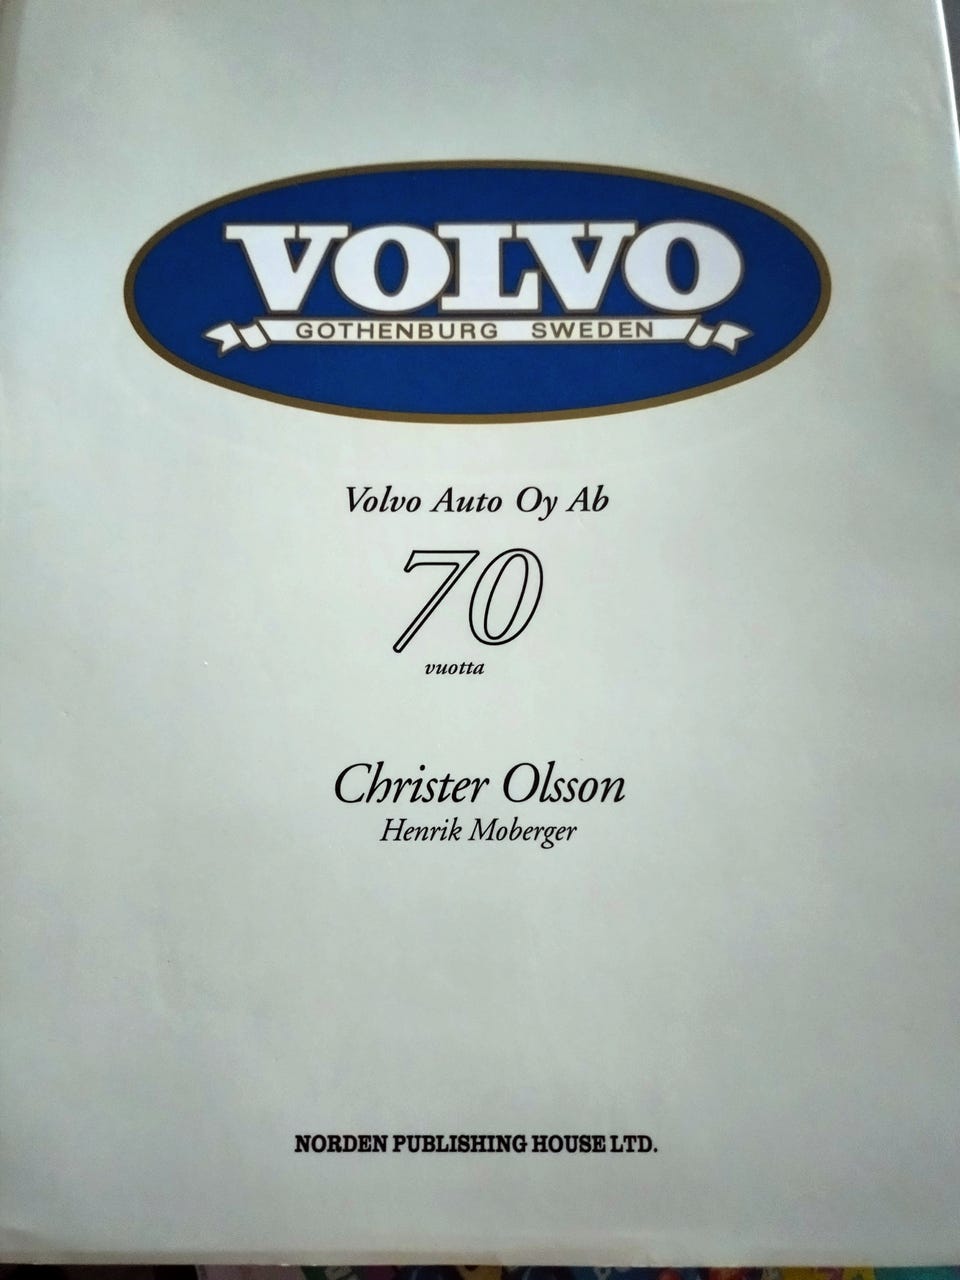 VOLVO
GOTHENBURG SWEDEN
Volvo Auto Oy Ab
70
vuotta
Christer Olsson
Henrik Moberger
NORDEN PUBLISHING HOUSE LTD.